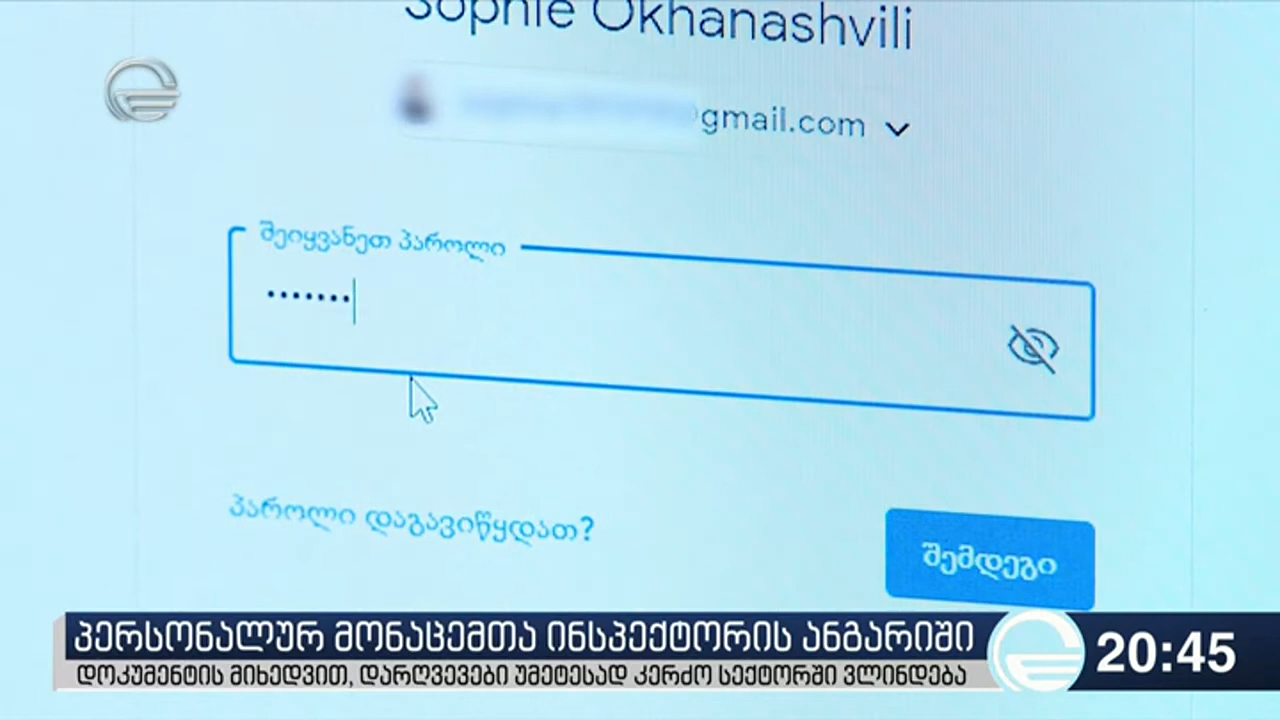 Sophie Okhanashvili
gmail.com
შეიყვანეთ პაროლი
•••••••
პაროლი დაგავიწყდათ?
შემდეგი
პერსონალურ მონაცემთა ინსპექტორის ანგარიში
დოკუმენტის მიხედვით, დარღვევები უმეტესად კერძო სექტორში ვლინდება
20:45